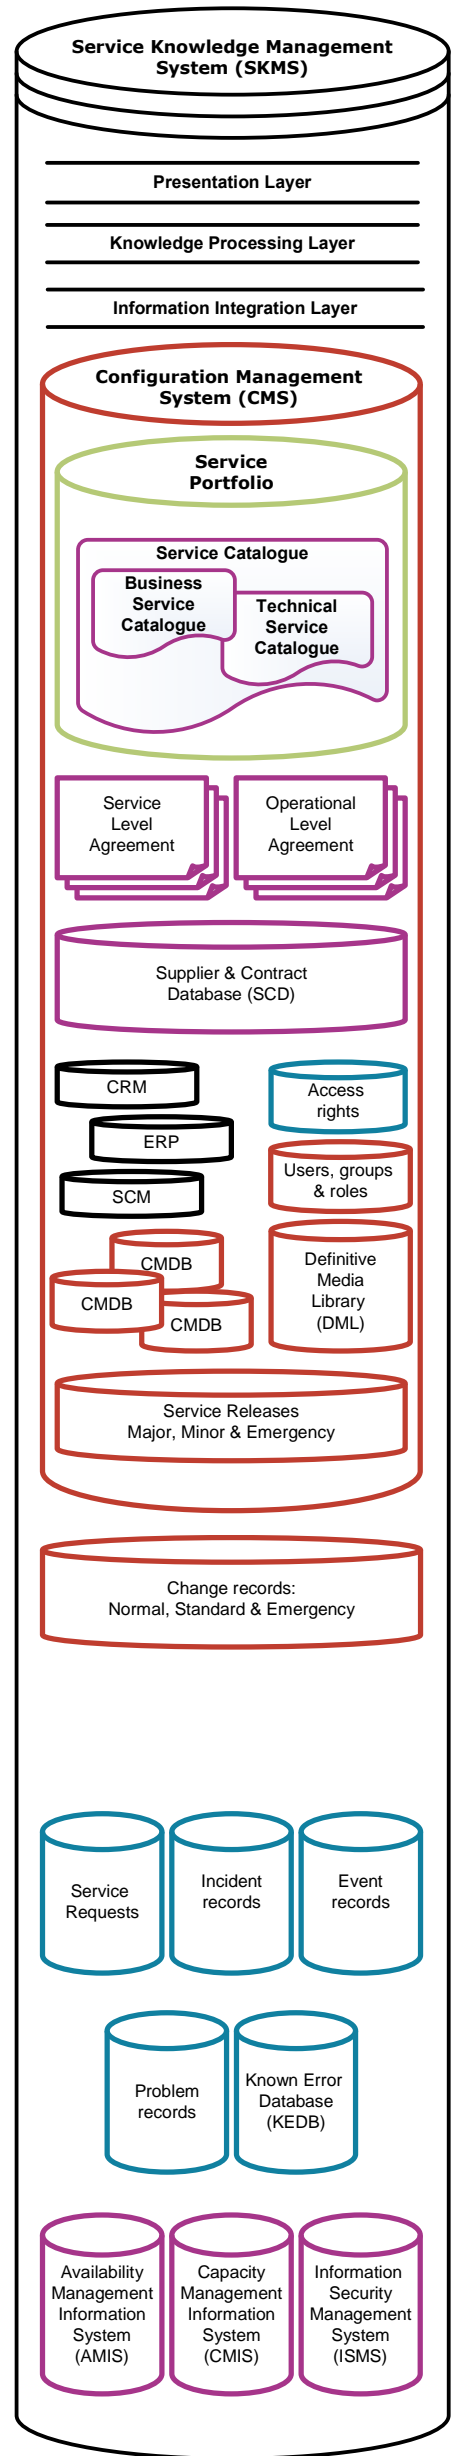 Service Knowledge Management
System (SKMS)
Presentation Layer
Knowledge Processing Layer
Information Integration Layer
Configuration Management
System (CMS)
Service
Portfolio
Service Catalogue
Business
Service
Catalogue
Technical
Service
Catalogue
Service
Level
Agreement
Operational
Level
Agreement
Supplier & Contract
Database (SCD)
CRM
ERP
SCM
Access
rights
Users, groups
& roles
CMDB
CMDB
CMDB
Definitive
Media
Library
(DML)
Service Releases
Major, Minor & Emergency
Change records:
Normal, Standard & Emergency
Service
Requests
Incident
records
Event
records
Problem
records
Known Error
Database
(KEDB)
Availability
Management
Information
System
(AMIS)
Capacity
Management
Information
System
(CMIS)
Information
Security
Management
System
(ISMS)